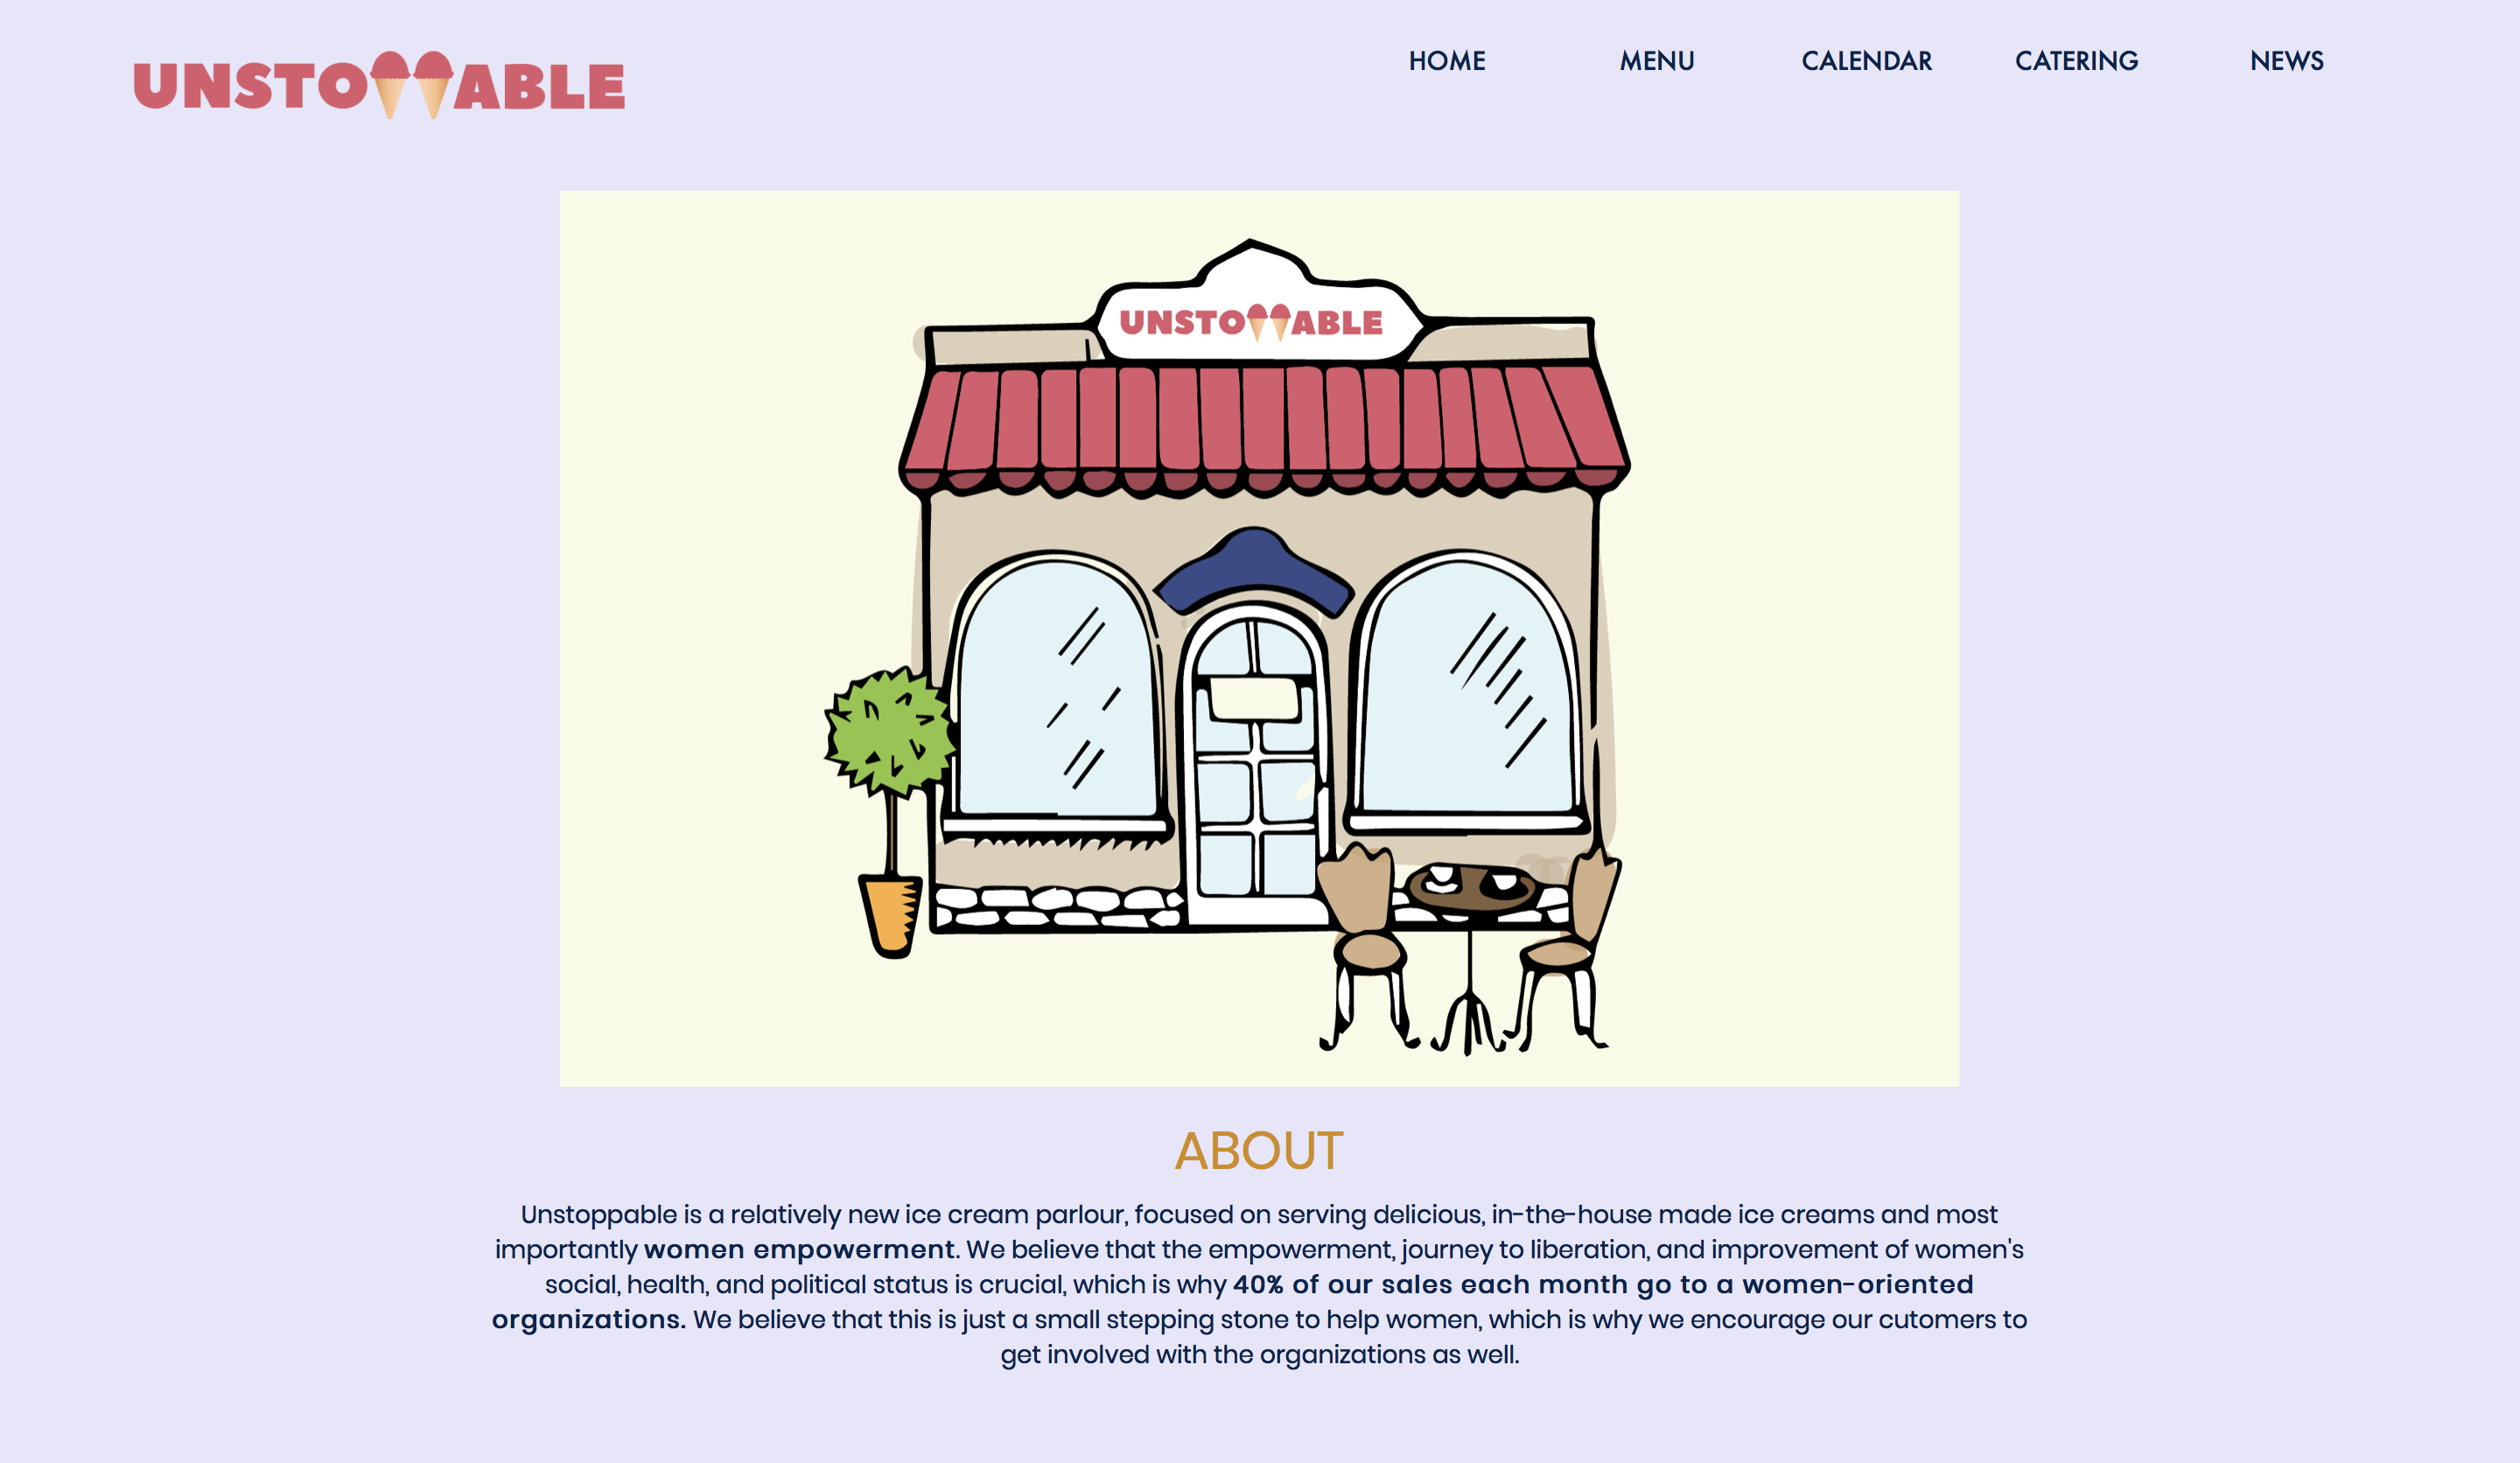 UNSTOPPABLE
HOME MENU CALENDAR CATERING NEWS
UNSTOPPABLE
ABOUT
Unstoppable is a relatively new ice cream parlour, focused on serving delicious, in-the-house made ice creams and most
importantly women empowerment. We believe that the empowerment, journey to liberation, and improvement of women's
social, health, and political status is crucial, which is why 40% of our sales each month go to a women-oriented
organizations. We believe that this is just a small stepping stone to help women, which is why we encourage our cutomers to
get involved with the organizations as well.